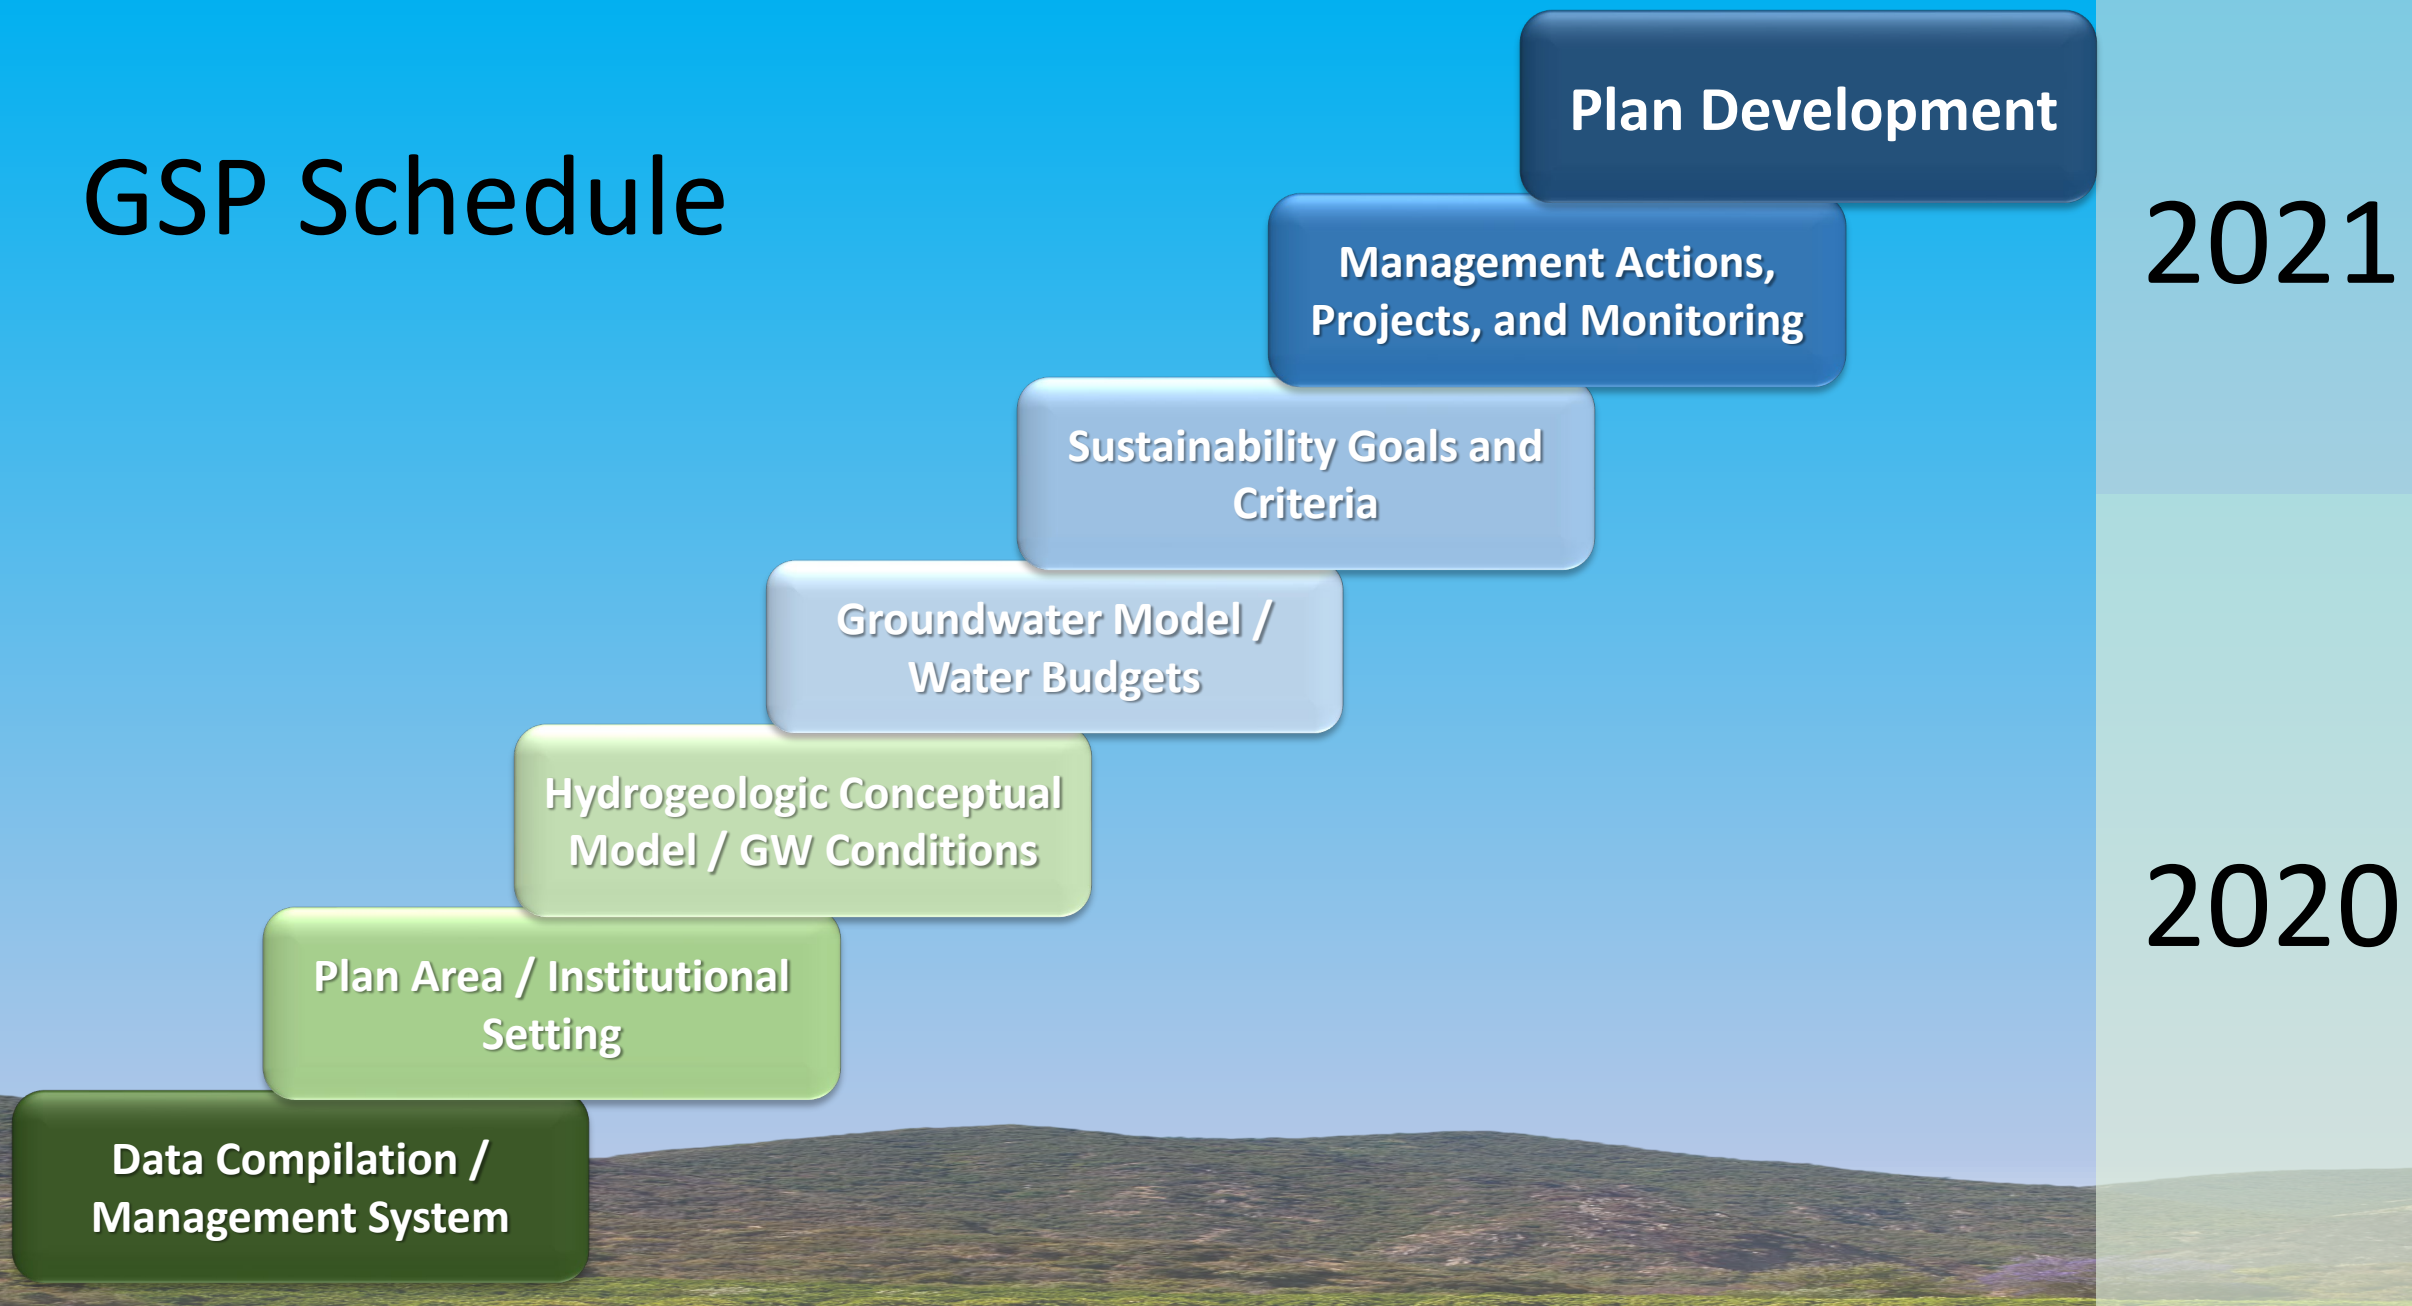 GSP Schedule
Plan Development
2021
Management Actions,
Projects, and Monitoring
Sustainability Goals and
Criteria
Groundwater Model /
Water Budgets
Hydrogeologic Conceptual
Model / GW Conditions
2020
Plan Area / Institutional
Setting
Data Compilation /
Management System